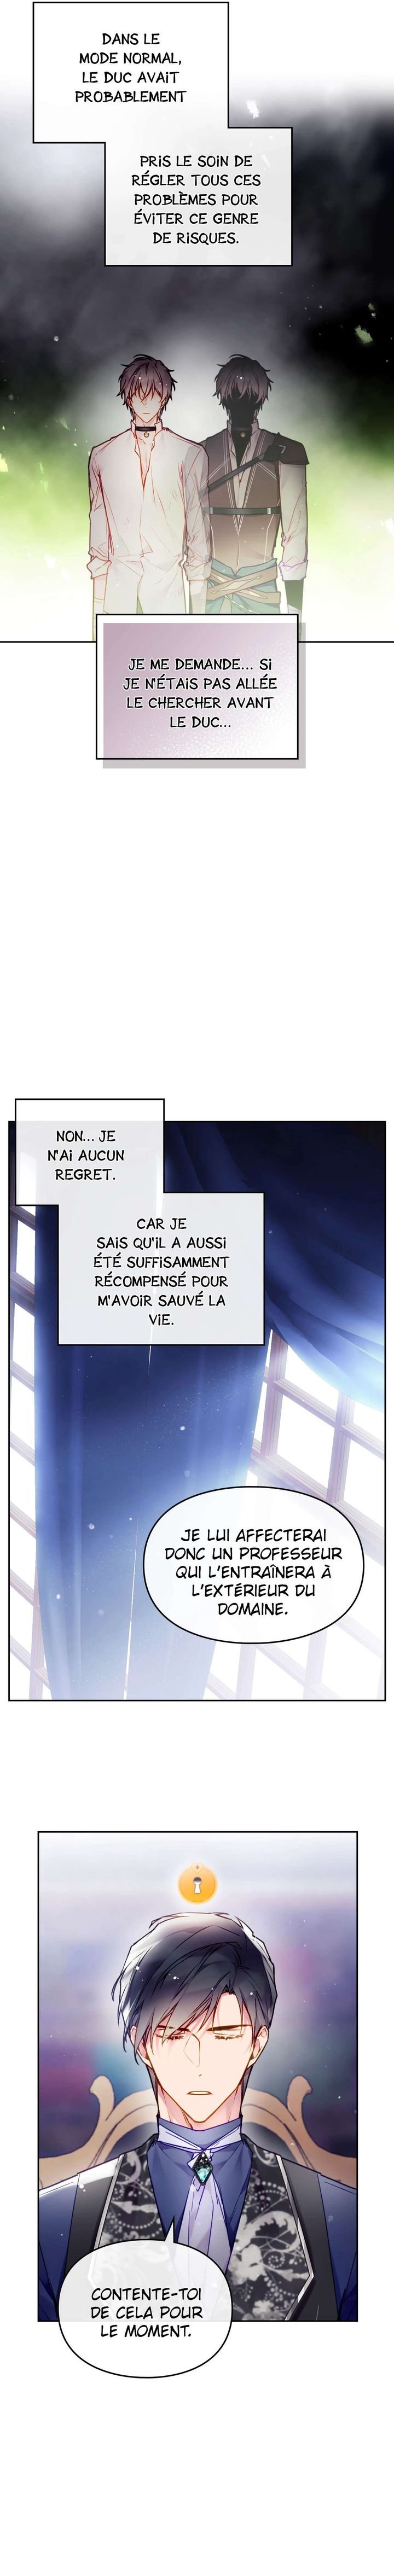 DANS LE
MODE NORMAL,
LE DUC AVAIT
PROBABLEMENT
PRIS LE SOIN DE
RÉGLER TOUS CES
PROBLÈMES POUR
ÉVITER CE GENRE
DE RISQUES.
JE ME DEMANDE... SI
JE N'ÉTAIS PAS ALLÉE
LE CHERCHER AVANT
LE DUC...
NON... JE
N'AI AUCUN
REGRET.
CAR JE
SAIS QU'IL A AUSSI
ÉTÉ SUFFISAMMENT
RÉCOMPENSÉ POUR
M'AVOIR SAUVÉ LA
VIE.
JE LUI AFFECTERAI
DONC UN PROFESSEUR
QUI L'ENTRAÎNERA À
L'EXTÉRIEUR DU
DOMAINE.
CONTENTE-TOI
DE CELA POUR
LE MOMENT.